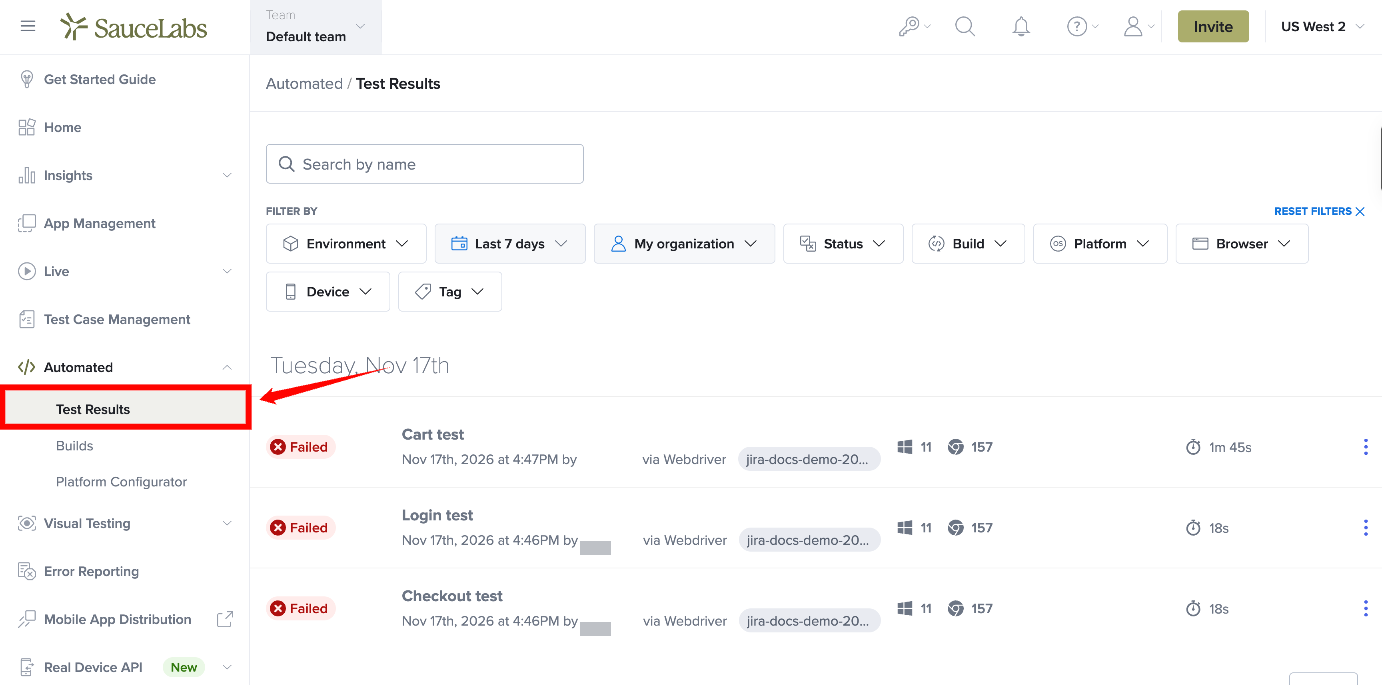 SauceLabs
Team
Default team
Invite
US West 2
Get Started Guide
Home
Insights
App Management
Live
Test Case Management
Automated
Test Results
Builds
Platform Configurator
Visual Testing
Error Reporting
Mobile App Distribution
Real Device API New
Automated / Test Results
Search by name
FILTER BY
RESET FILTERS
Environment Last 7 days My organization Status Build OS Platform Browser
Device Tag
Tuesday, Nov 17th
Failed
Cart test
Nov 17th, 2026 at 4:47PM by via Webdriver jira-docs-demo-20... 11 157 1m 45s
Failed
Login test
Nov 17th, 2026 at 4:46PM by via Webdriver jira-docs-demo-20... 11 157 18s
Failed
Checkout test
Nov 17th, 2026 at 4:46PM by via Webdriver jira-docs-demo-20... 11 157 18s